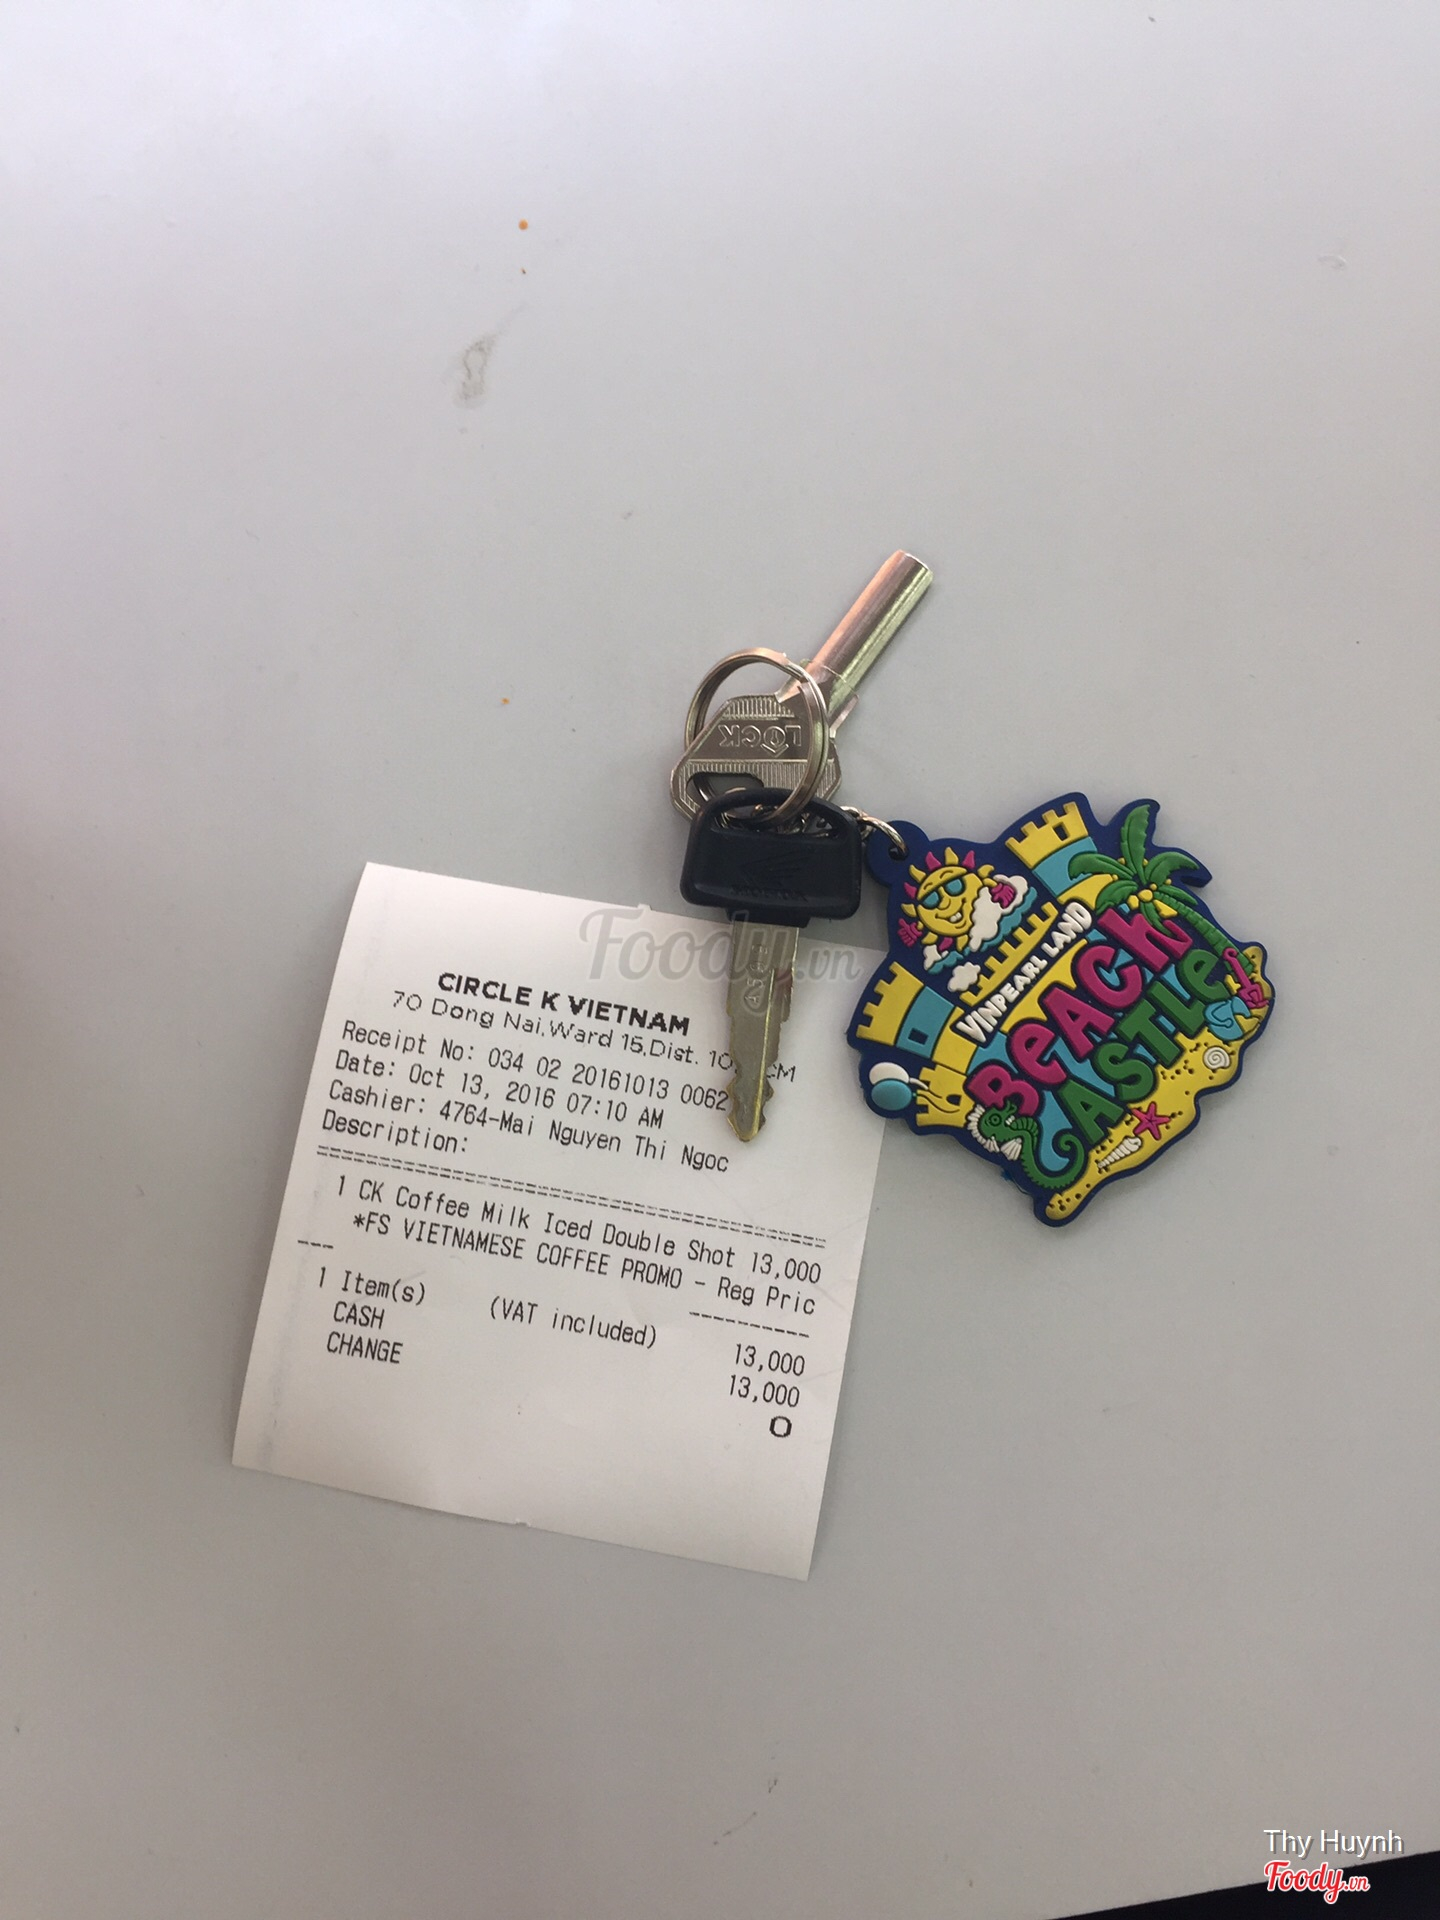 LOCK
Foody.vn
VINPEARL LAND
BEACH
CASTLE
CIRCLE K VIETNAM
70 Dong Nai,Ward 15,Dist. 10
CM
Receipt No: 034 02 20161013 0062
Date: Oct 13, 2016 07:10 AM
Cashier: 4764-Mai Nguyen Thi Ngoc
Description:
1 CK Coffee Milk Iced Double Shot 13,000
*FS VIETNAMESE COFFEE PROMO - Reg Pric
1 Item(s) (VAT included) 13,000
CASH 13,000
CHANGE 0
Thy Huynh
Foody.vn